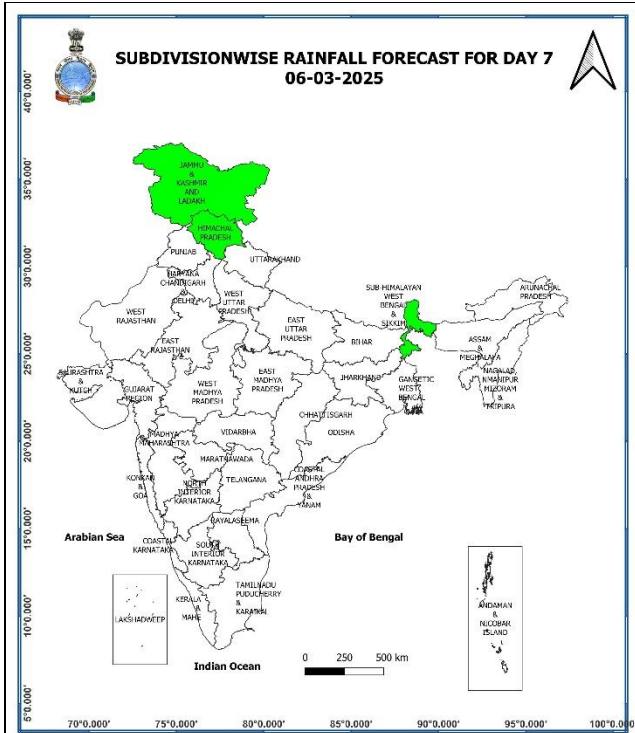 SUBDIVISIONWISE RAINFALL FORECAST FOR DAY 7
06-03-2025
40°0.000'
35°0.000'
30°0.000'
25°0.000'
20°0.000'
15°0.000'
10°0.000'
5°0.000'
JAMMU
&
KASHMIR
AND
LADAKH
HIMACHAL
PRADESH
PUNJAB
UTTARAKHAND
HARYANA
CHANDIGARH
&
DELHI
WEST
UTTAR
PRADESH
SUB-HIMALAYAN
WEST
BENGAL
&
SIKKIM
ARUNACHAL
PRADESH
WEST
RAJASTHAN
EAST
RAJASTHAN
EAST
UTTAR
PRADESH
BIHAR
ASSAM
&
MEGHALAYA
NAGALAD
NMANIPUR
MIZORAM
&
TRIPURA
SAURASHTRA
&
KUTCH
GUJARAT
REGION
WEST
MADHYA
PRADESH
EAST
MADHYA
PRADESH
JHARKHAND
GANGETIC
WEST
BENGAL
CHHATTISGARH
ODISHA
MADHYA
MAHARASHTRA
VIDARBHA
MARATHAWADA
KONKAN
&
GOA
NORTH
INTERIOR
KARNATAKA
TELANGANA
COASTAL
ANDHRA
PRADESH
&
YANAM
RAYALASEEMA
Arabian Sea
COASTAL
KARNATAKA
SOUTH
INTERIOR
KARNATAKA
Bay of Bengal
KERALA
&
MAHE
TAMILNADU
PUDUCHERRY
&
KARAIKAL
LAKSHADWEEP
ANDAMAN
&
NICOBAR
ISLAND
Indian Ocean
0 250 500 km
70°0.000' 75°0.000' 80°0.000' 85°0.000' 90°0.000' 95°0.000' 100°0.000'